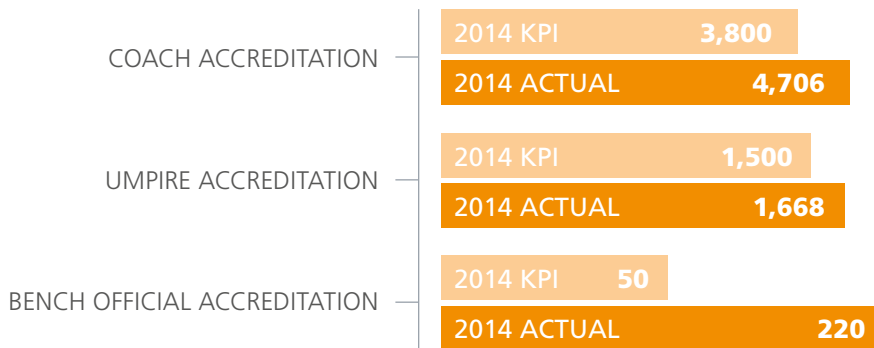 COACH ACCREDITATION
2014 KPI 3,800
2014 ACTUAL 4,706
UMPIRE ACCREDITATION
2014 KPI 1,500
2014 ACTUAL 1,668
BENCH OFFICIAL ACCREDITATION
2014 KPI 50
2014 ACTUAL 220